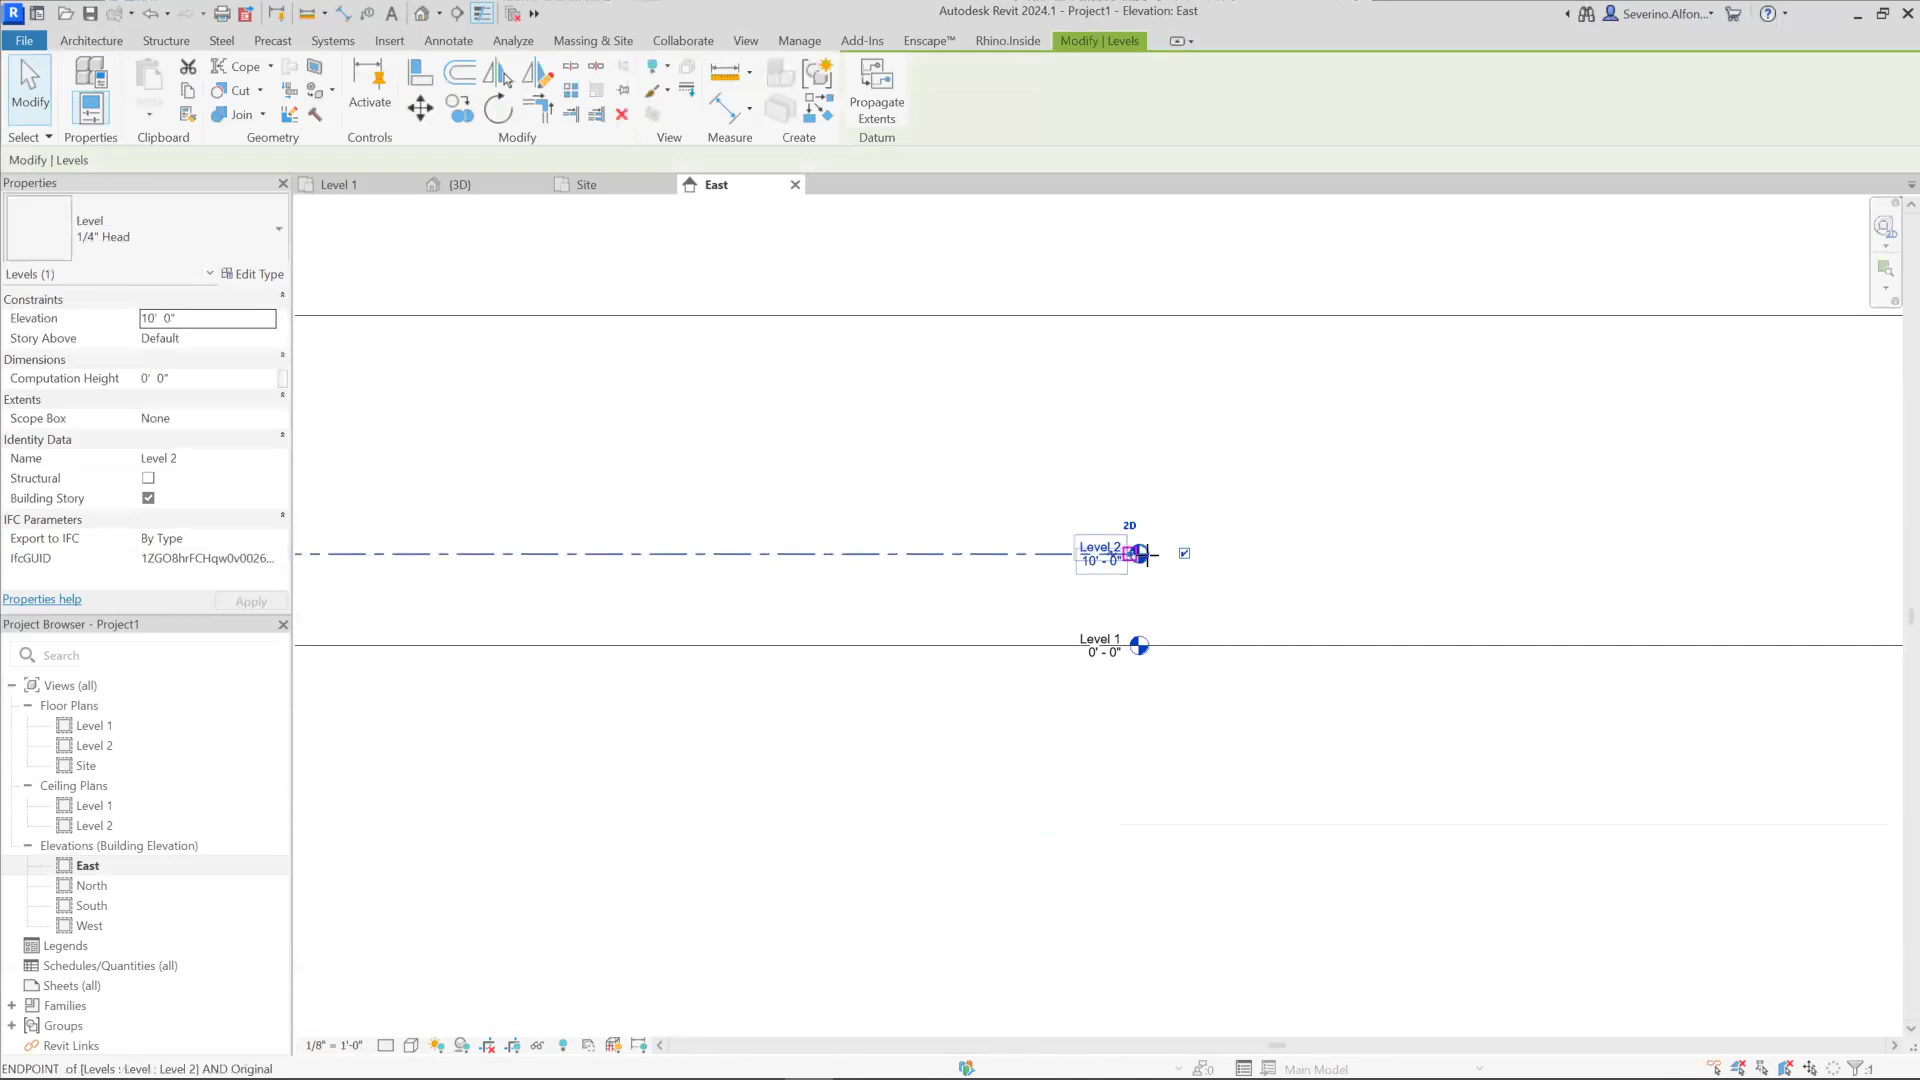 Autodesk Revit 2024.1 - Project1 - Elevation: East
Severino.Alfon...
File Architecture Structure Steel Precast Systems Insert Annotate Analyze Massing & Site Collaborate View Manage Add-Ins Enscape™ Rhino.Inside Modify | Levels
Modify
Cope
Cut
Join
Activate
Propagate
Extents
Select Properties Clipboard Geometry Controls Modify View Measure Create Datum
Modify | Levels
Properties
Level 1 {3D} Site East
Level
1/4" Head
Levels (1) Edit Type
Constraints
Elevation 10' 0"
Story Above Default
Dimensions
Computation Height 0' 0"
Extents
Scope Box None
Identity Data
Name Level 2
Structural
Building Story
IFC Parameters
Export to IFC By Type
IfcGUID 1ZGO8hrFCHqw0v0026...
Properties help Apply
2D
Level 2
10' - 0"
Level 1
0' - 0"
Project Browser - Project1
Search
Views (all)
Floor Plans
Level 1
Level 2
Site
Ceiling Plans
Level 1
Level 2
Elevations (Building Elevation)
East
North
South
West
Legends
Schedules/Quantities (all)
Sheets (all)
Families
Groups
Revit Links
1/8" = 1'-0"
ENDPOINT of [Levels : Level : Level 2] AND Original
:0
Main Model
:1